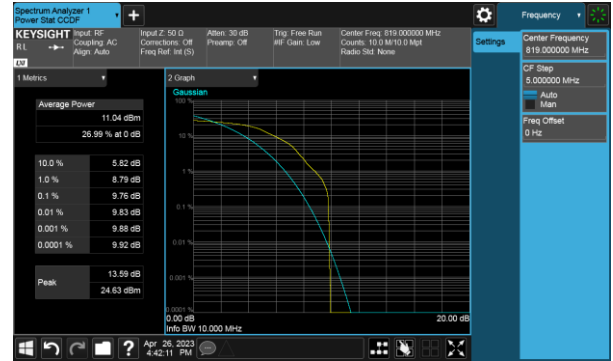 Spectrum Analyzer 1
Power Stat CCDF
Frequency
KEYSIGHT
RL
LXI
Input: RF
Coupling: AC
Align: Auto
Input Z: 50 Ω
Corrections: Off
Freq Ref: Int (S)
Atten: 30 dB
Preamp: Off
Trig: Free Run
#IF Gain: Low
Center Freq: 819.000000 MHz
Counts: 10.0 M/10.0 Mpt
Radio Std: None
Settings
Center Frequency
819.000000 MHz
CF Step
5.000000 MHz
Auto
Man
Freq Offset
0 Hz
1 Metrics
Average Power
11.04 dBm
26.99 % at 0 dB
10.0 % 5.82 dB
1.0 % 8.79 dB
0.1 % 9.76 dB
0.01 % 9.83 dB
0.001 % 9.88 dB
0.0001 % 9.92 dB
Peak
13.59 dB
24.63 dBm
2 Graph
Gaussian
100 %
10 %
1 %
0.1 %
0.01 %
0.001 %
0.0001 %
0.00 dB
20.00 dB
Info BW 10.000 MHz
?
Apr 26, 2023
4:42:11 PM